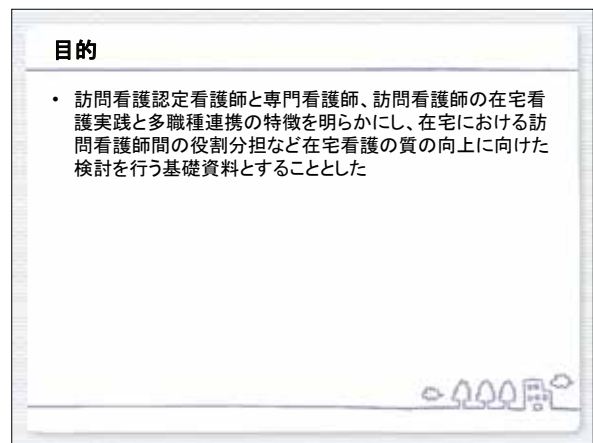 目的
• 訪問看護認定看護師と専門看護師、訪問看護師の在宅看
護実践と多職種連携の特徴を明らかにし、在宅における訪
問看護師間の役割分担など在宅看護の質の向上に向けた
検討を行う基礎資料とすることとした